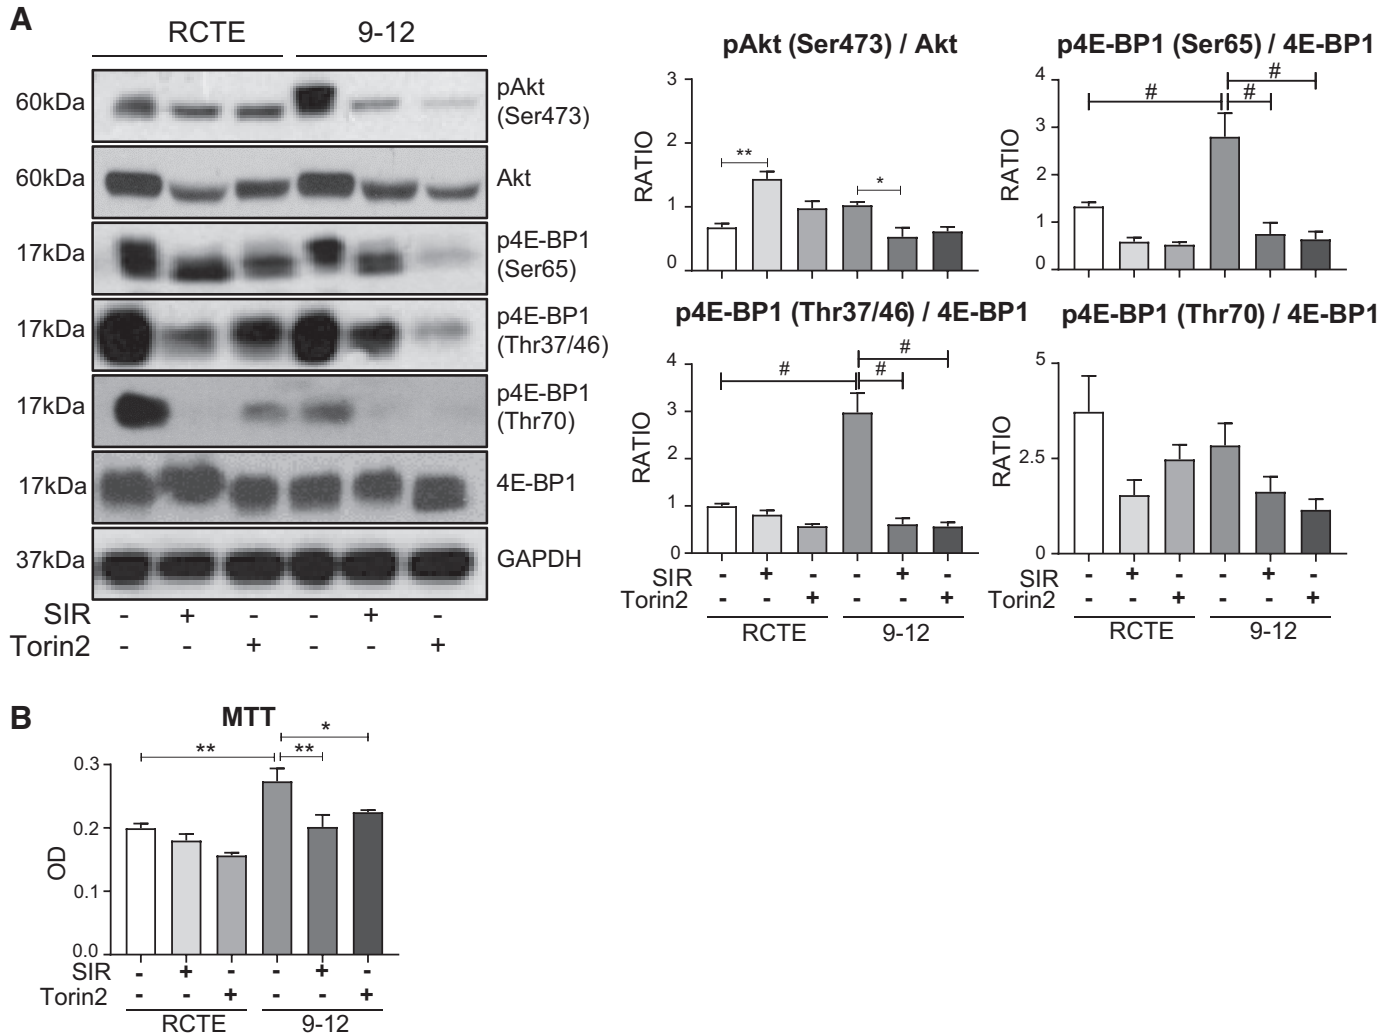 A
RCTE 9-12
60kDa pAkt (Ser473)
60kDa Akt
17kDa p4E-BP1 (Ser65)
17kDa p4E-BP1 (Thr37/46)
17kDa p4E-BP1 (Thr70)
17kDa 4E-BP1
37kDa GAPDH
SIR - + - - + -
Torin2 - - + - - +
pAkt (Ser473) / Akt
RATIO
3
2
1
0
**
*
p4E-BP1 (Ser65) / 4E-BP1
RATIO
4
3
2
1
0
#
# #
p4E-BP1 (Thr37/46) / 4E-BP1
RATIO
4
3
2
1
0
#
# #
SIR - + - - + -
Torin2 - - + - - +
RCTE 9-12
p4E-BP1 (Thr70) / 4E-BP1
RATIO
5
2.5
0
SIR - + - - + -
Torin2 - - + - - +
RCTE 9-12
B
MTT
OD
0.3
0.2
0.1
0.0
*
** **
SIR - + - - + -
Torin2 - - + - - +
RCTE 9-12